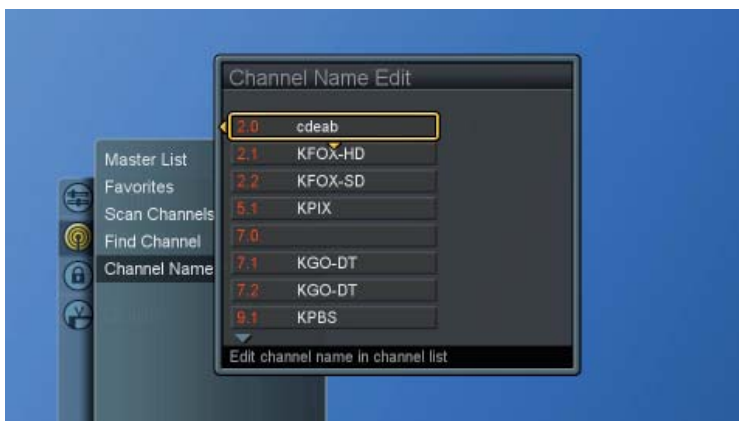 Channel Name Edit
2.0 cdeab
2.1 KFOX-HD
2.2 KFOX-SD
5.1 KPIX
7.0
7.1 KGO-DT
7.2 KGO-DT
9.1 KPBS
Edit channel name in channel list
Master List
Favorites
Scan Channels
Find Channel
Channel Name